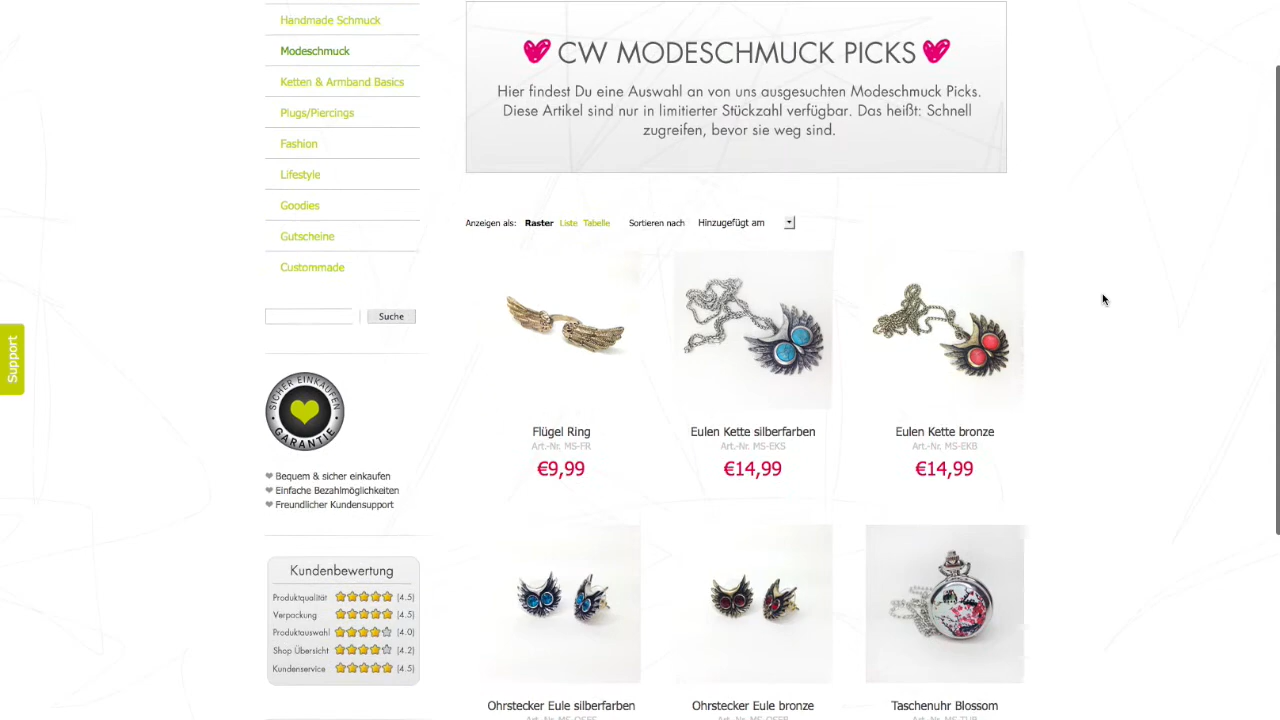 Handmade Schmuck
Modeschmuck
Ketten & Armband Basics
Plugs/Piercings
Fashion
Lifestyle
Goodies
Gutscheine
Custommade
Suche
Support
SICHER EINKAUFEN
GARANTIE
Bequem & sicher einkaufen
Einfache Bezahlmöglichkeiten
Freundlicher Kundensupport
Kundenbewertung
Produktqualität (4.5)
Verpackung (4.5)
Produktauswahl (4.0)
Shop Übersicht (4.2)
Kundenservice (4.5)
CW MODESCHMUCK PICKS
Hier findest Du eine Auswahl an von uns ausgesuchten Modeschmuck Picks.
Diese Artikel sind nur in limitierter Stückzahl verfügbar. Das heißt: Schnell
zugreifen, bevor sie weg sind.
Anzeigen als: Raster Liste Tabelle Sortieren nach Hinzugefügt am
Flügel Ring
Art.-Nr. MS-FR
€9,99
Eulen Kette silberfarben
Art.-Nr. MS-EKS
€14,99
Eulen Kette bronze
Art.-Nr. MS-EKB
€14,99
Ohrstecker Eule silberfarben
Ohrstecker Eule bronze
Taschenuhr Blossom